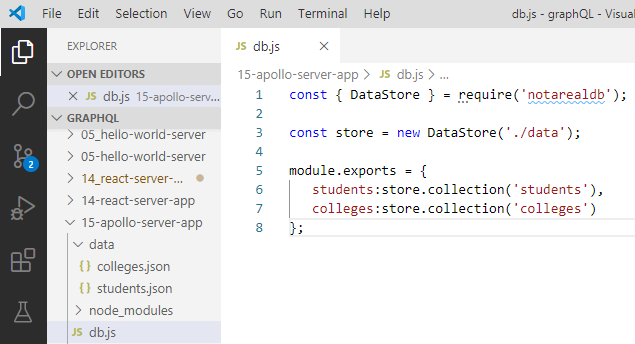 File Edit Selection View Go Run Terminal Help db.js - graphQL - Visual
EXPLORER
OPEN EDITORS
JS db.js 15-apollo-serv...
GRAPHQL
05_hello-world-server
05-hello-world-server
14_react-server-...
14-react-server-app
15-apollo-server-app
data
{ } colleges.json
{ } students.json
node_modules
JS db.js
2
JS db.js
15-apollo-server-app > JS db.js > ...
1 const { DataStore } = require('notarealdb');
2
3 const store = new DataStore('./data');
4
5 module.exports = {
6 students:store.collection('students'),
7 colleges:store.collection('colleges')
8 };